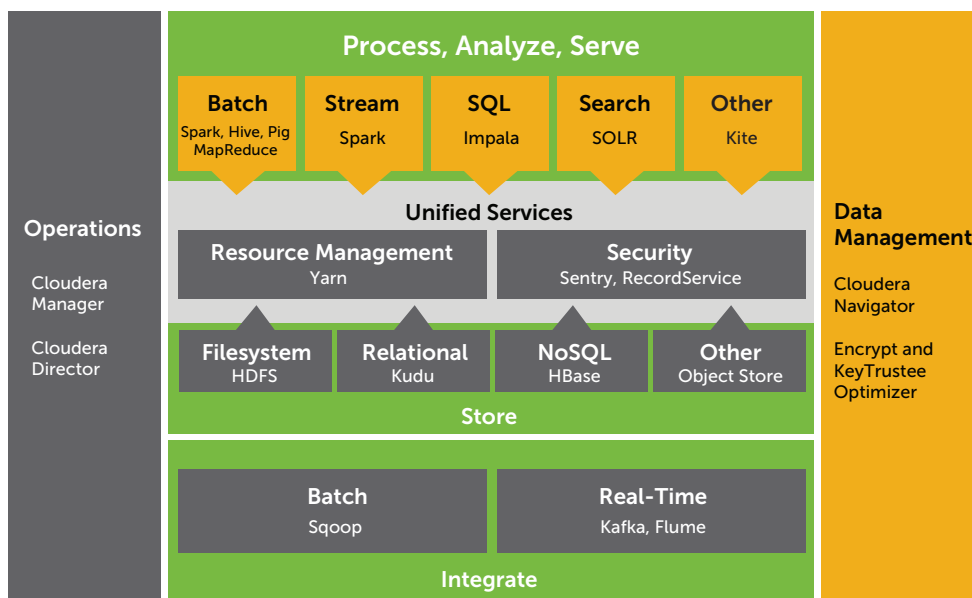 Operations
Cloudera
Manager
Cloudera
Director
Process, Analyze, Serve
Batch
Spark, Hive, Pig
MapReduce
Stream
Spark
SQL
Impala
Search
SOLR
Other
Kite
Unified Services
Resource Management
Yarn
Security
Sentry, RecordService
Filesystem
HDFS
Relational
Kudu
NoSQL
HBase
Other
Object Store
Store
Batch
Sqoop
Real-Time
Kafka, Flume
Integrate
Data
Management
Cloudera
Navigator
Encrypt and
KeyTrustee
Optimizer